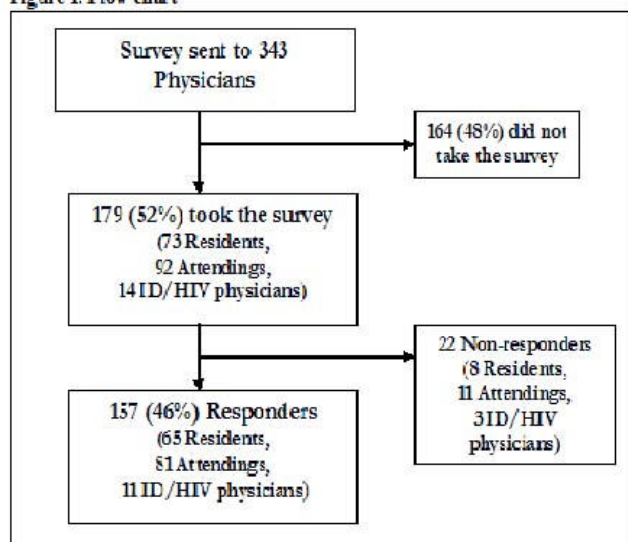 Figure 1. Flow chart
Survey sent to 343
Physicians
164 (48%) did not
take the survey
179 (52%) took the survey
(73 Residents,
92 Attendings,
14 ID/HIV physicians)
22 Non-responders
(8 Residents,
11 Attendings,
3 ID/HIV
physicians)
157 (46%) Responders
(65 Residents,
81 Attendings,
11 ID/HIV physicians)